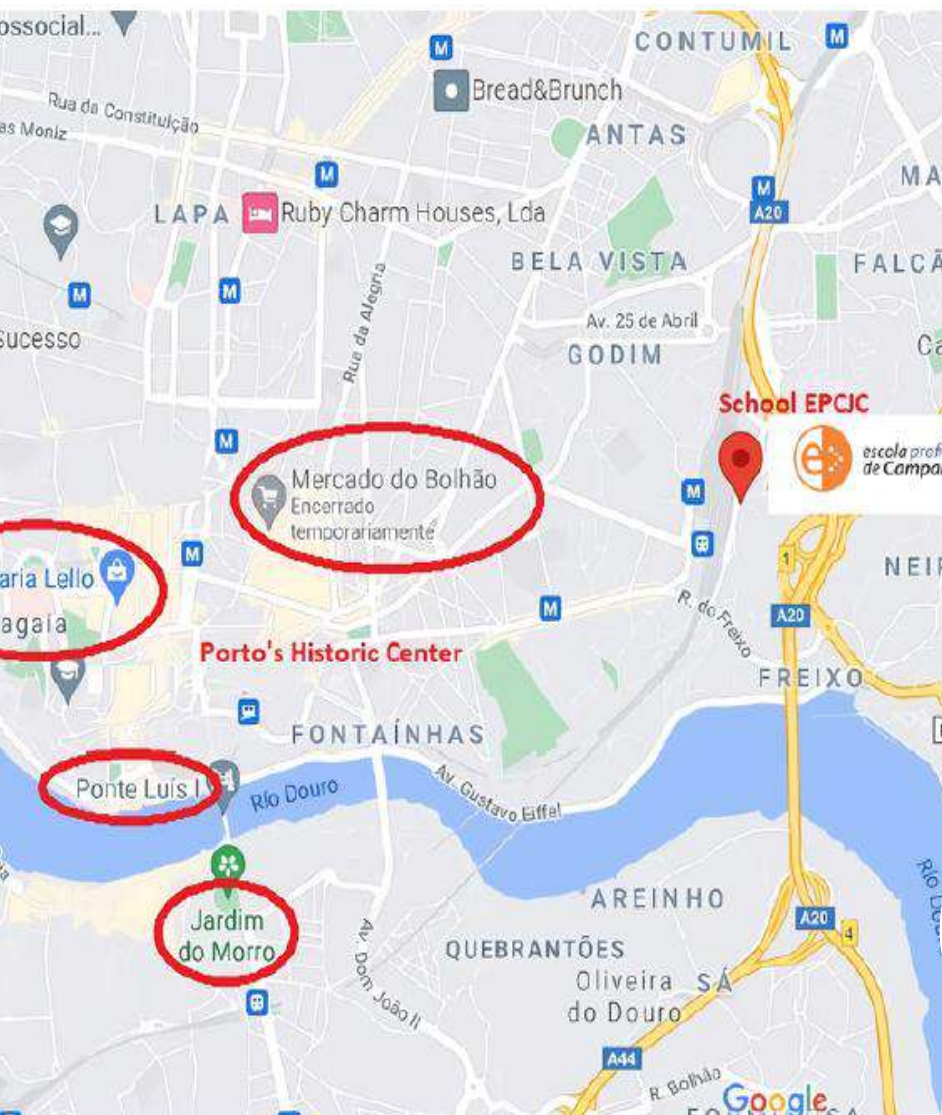 ossocial...
CONTUMIL
M
M
Bread&Brunch
Rua da Constituição
as Moniz
ANTAS
M
MA
M
A20
LAPA
Ruby Charm Houses, Lda
BELA VISTA
FALCÃ
M
M
Rua da Alegria
Av. 25 de Abril
Sucesso
GODIM
Ca
School EPCJC
M
escola profi
de Campa
Mercado do Bolhão
Encerrado
temporariamente
M
M
aria Lello
1
NEI
agaia
M
R. do Freixo
A20
Porto's Historic Center
FREIXO
FONTAÍNHAS
Ponte Luís I
Rio Douro
Av. Gustavo Eiffel
Rio
AREINHO
Jardim
do Morro
A20
4
Av. Dom João II
QUEBRANTÕES
Oliveira
do Douro
SÁ
A44
R. Bolhão
Google